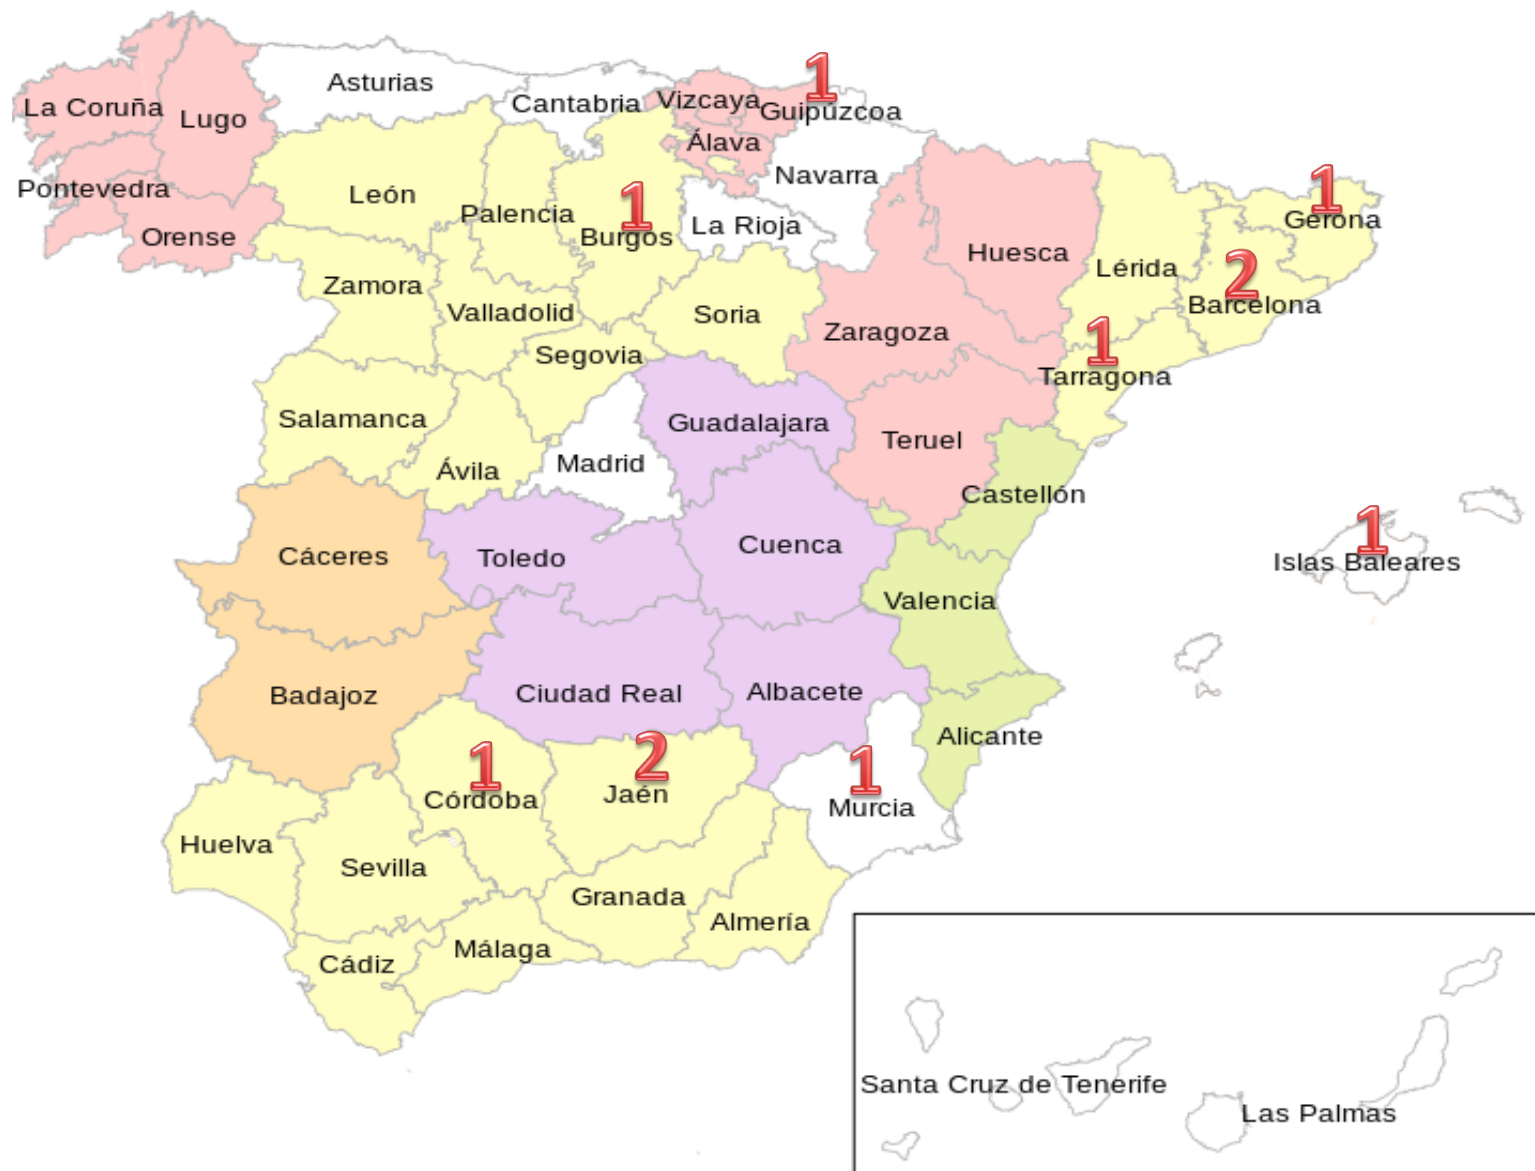 1
Asturias
Cantabria
Vizcaya
Guipúzcoa
La Coruña
Lugo
Álava
Navarra
Pontevedra
León
1
Palencia
Burgos
La Rioja
1
Gerona
Orense
Huesca
Lérida
2
Barcelona
Zamora
Valladolid
Soria
Zaragoza
1
Tarragona
Segovia
Salamanca
Guadalajara
Teruel
Ávila
Madrid
Castellón
1
Islas Baleares
Cáceres
Toledo
Cuenca
Valencia
Badajoz
Ciudad Real
Albacete
Alicante
1
Córdoba
2
Jaén
1
Murcia
Huelva
Sevilla
Granada
Almería
Cádiz
Málaga
Santa Cruz de Tenerife
Las Palmas